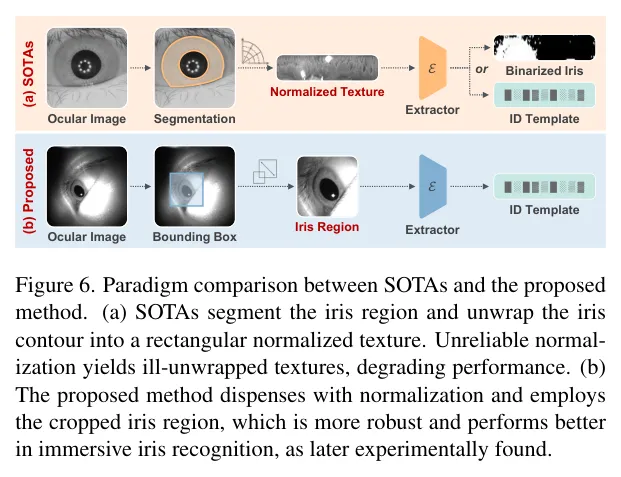 (a) SOTAs
Ocular Image
Segmentation
Normalized Texture
ℰ
Extractor
or
Binarized Iris
ID Template
(b) Proposed
Ocular Image
Bounding Box
Iris Region
ℰ
Extractor
ID Template
Figure 6. Paradigm comparison between SOTAs and the proposed
method. (a) SOTAs segment the iris region and unwrap the iris
contour into a rectangular normalized texture. Unreliable normal-
ization yields ill-unwrapped textures, degrading performance. (b)
The proposed method dispenses with normalization and employs
the cropped iris region, which is more robust and performs better
in immersive iris recognition, as later experimentally found.